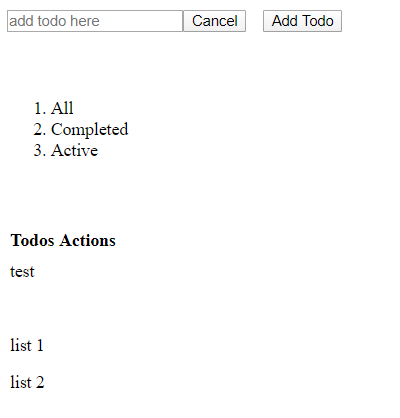 add todo here Cancel Add Todo
1. All
2. Completed
3. Active
Todos Actions
test
list 1
list 2